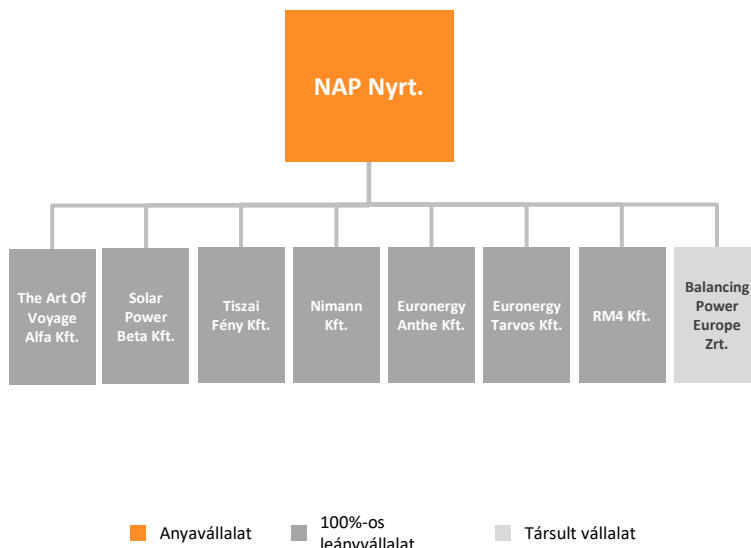 NAP Nyrt.
The Art Of
Voyage
Alfa Kft.
Solar
Power
Beta Kft.
Tiszai
Fény Kft.
Nimann
Kft.
Euronergy
Anthe Kft.
Euronergy
Tarvos Kft.
RM4 Kft.
Balancing
Power
Europe
Zrt.
Anyavállalat
100%-os
leányvállalat
Társult vállalat